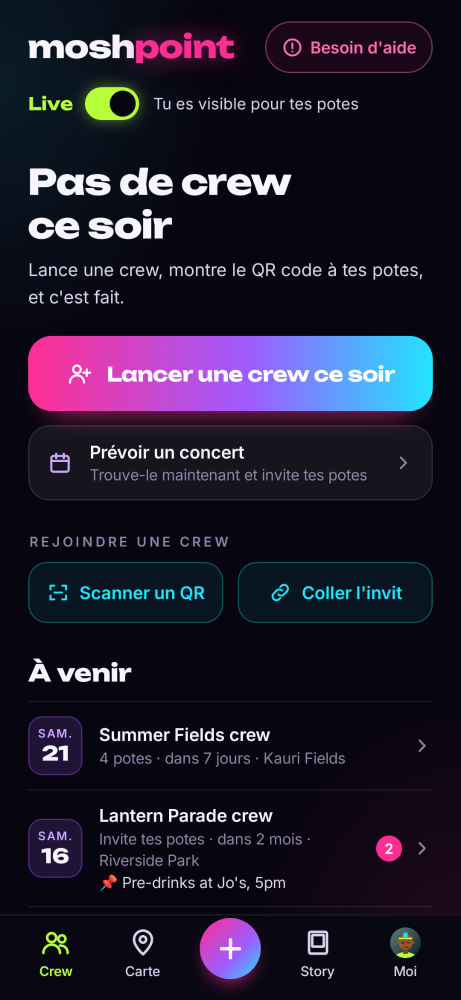 moshpoint
Besoin d'aide
Live
Tu es visible pour tes potes
Pas de crew
ce soir
Lance une crew, montre le QR code à tes potes,
et c'est fait.
Lancer une crew ce soir
Prévoir un concert
Trouve-le maintenant et invite tes potes
REJOINDRE UNE CREW
Scanner un QR
Coller l'invit
À venir
SAM.
21
Summer Fields crew
4 potes · dans 7 jours · Kauri Fields
SAM.
16
Lantern Parade crew
Invite tes potes · dans 2 mois ·
Riverside Park
📌 Pre-drinks at Jo's, 5pm
2
Crew
Carte
Story
Moi